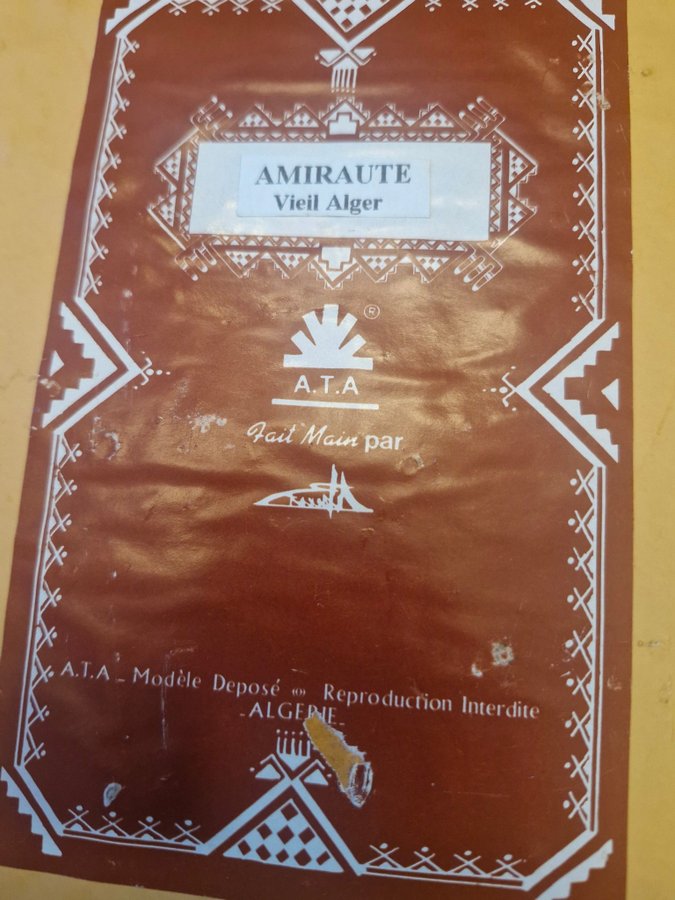 AMIRAUTE
Vieil Alger
®
A.T.A
Fait Main par
A.T.A _ Modèle Deposé «» Reproduction Interdite
_ ALGERIE _